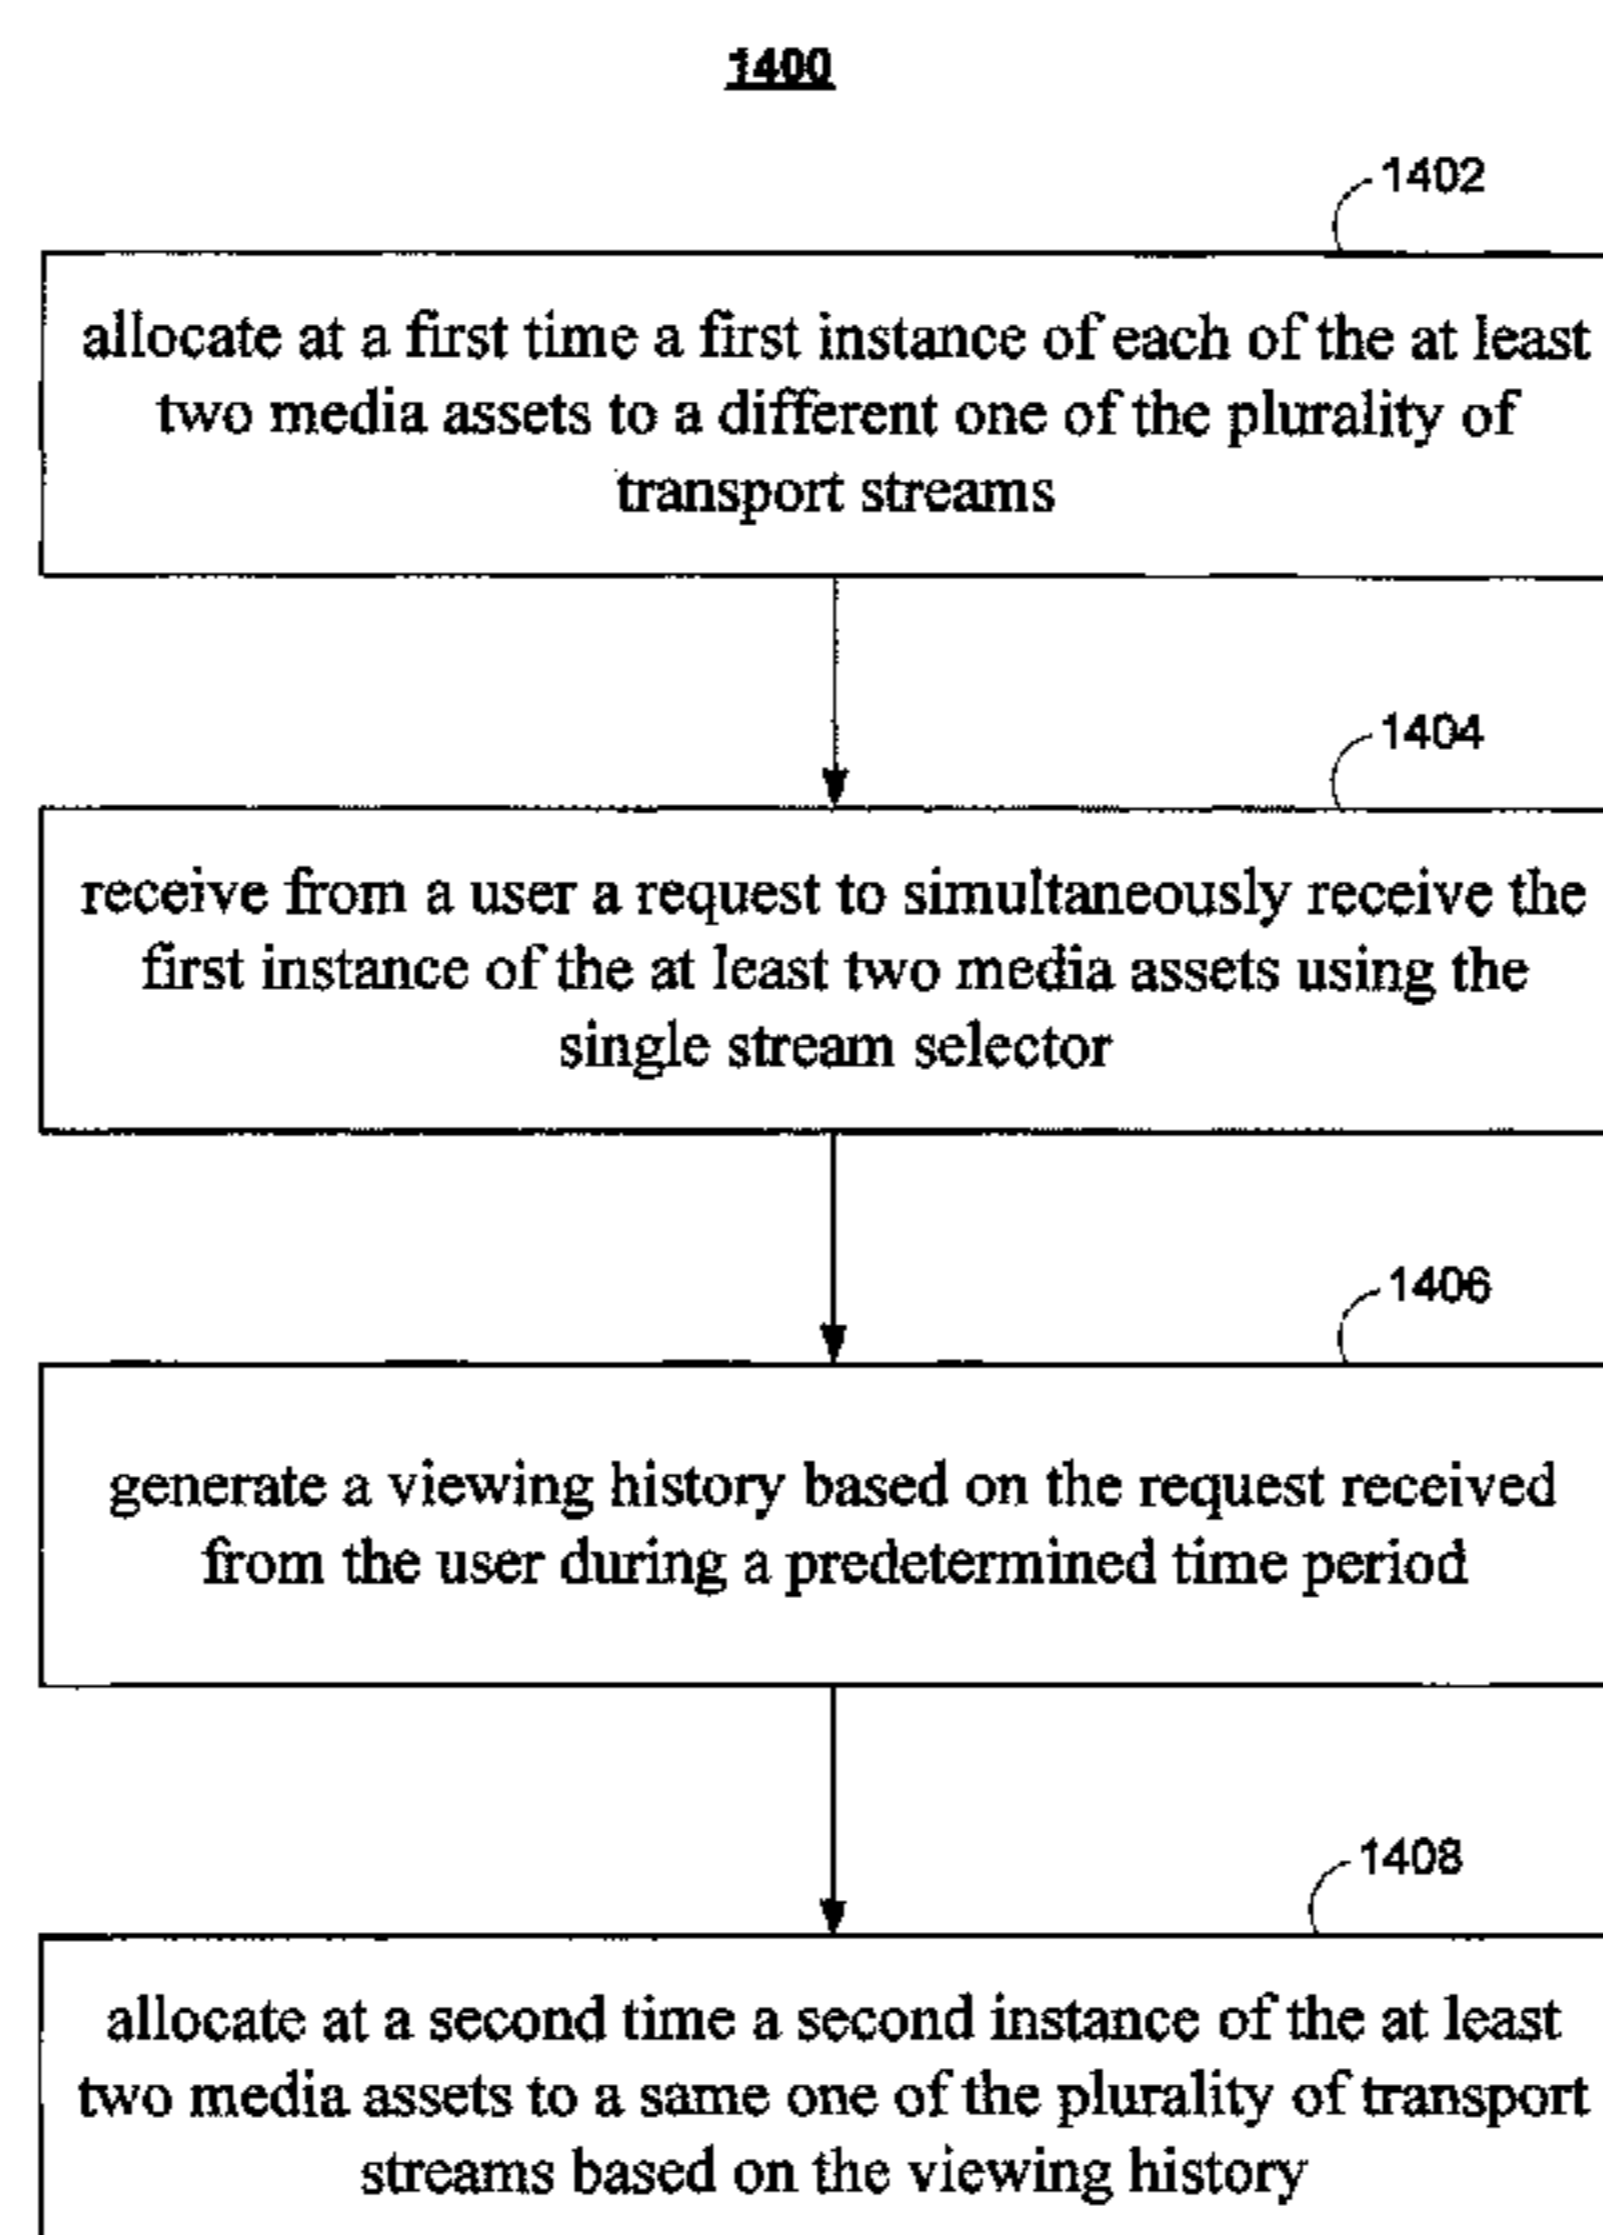 1400
1402
allocate at a first time a first instance of each of the at least
two media assets to a different one of the plurality of
transport streams
1404
receive from a user a request to simultaneously receive the
first instance of the at least two media assets using the
single stream selector
1406
generate a viewing history based on the request received
from the user during a predetermined time period
1408
allocate at a second time a second instance of the at least
two media assets to a same one of the plurality of transport
streams based on the viewing history